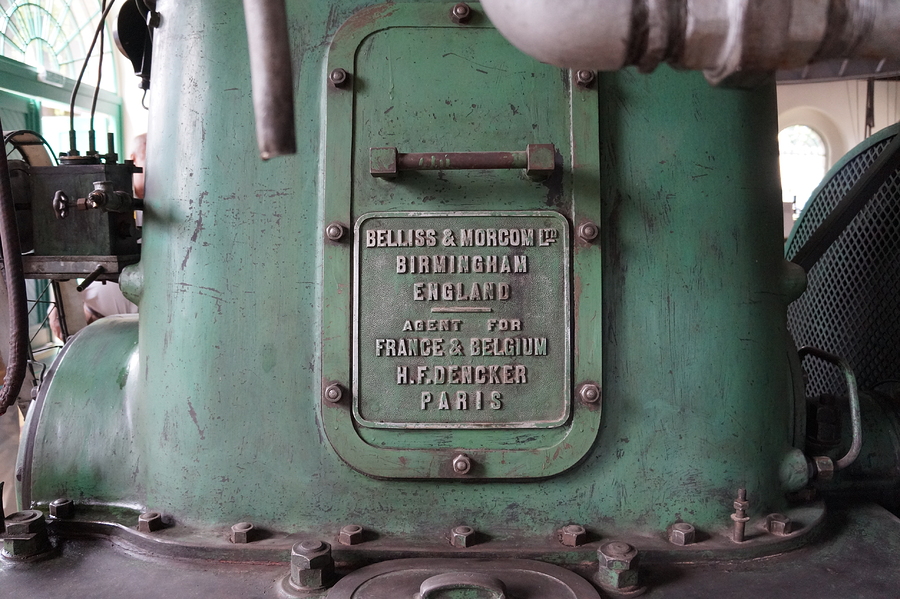 BELLISS & MORCOM LTD
BIRMINGHAM
ENGLAND
AGENT FOR
FRANCE & BELGIUM
H.F.DENCKER
PARIS